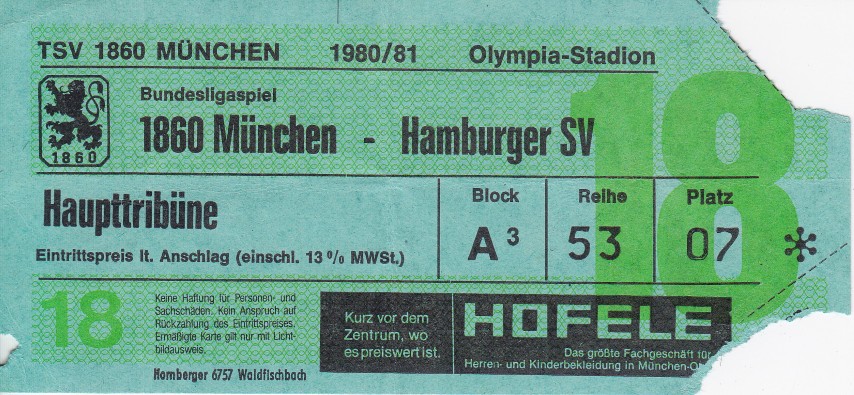 TSV 1860 MÜNCHEN 1980/81 Olympia-Stadion
Bundesligaspiel
1860 München - Hamburger SV
1860
18
Haupttribüne
Block Reihe Platz
A 3 53 07 *
Eintrittspreis lt. Anschlag (einschl. 13% MWSt.)
18
Keine Haftung für Personen- und
Sachschäden. Kein Anspruch auf
Rückzahlung des Eintrittspreises.
Ermäßigte Karte gilt nur mit Licht-
bildausweis.
Hornberger 6757 Waldfischbach
Kurz vor dem
Zentrum, wo
es preiswert ist.
HÖFELE
Das größte Fachgeschäft für
Herren- und Kinderbekleidung in München-O